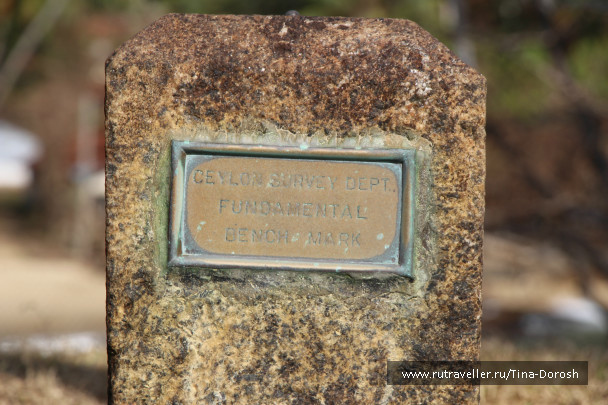 CEYLON SURVEY DEPT.
FUNDAMENTAL
BENCH MARK
www.rutraveller.ru/Tina-Dorosh